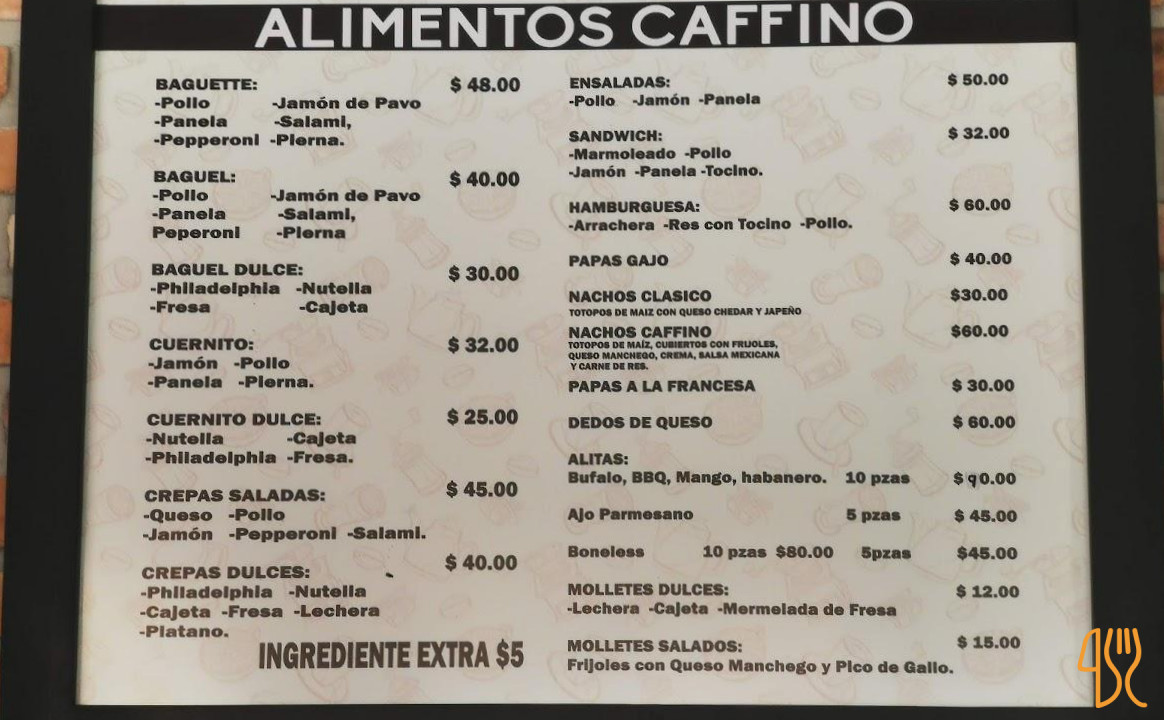 ALIMENTOS CAFFINO
BAGUETTE: $ 48.00
-Pollo -Jamón de Pavo
-Panela -Salami,
-Pepperoni -Pierna.
BAGUEL: $ 40.00
-Pollo -Jamón de Pavo
-Panela -Salami,
Peperoni -Pierna
BAGUEL DULCE: $ 30.00
-Philadelphia -Nutella
-Fresa -Cajeta
CUERNITO: $ 32.00
-Jamón -Pollo
-Panela -Pierna.
CUERNITO DULCE: $ 25.00
-Nutella -Cajeta
-Philadelphia -Fresa.
CREPAS SALADAS: $ 45.00
-Queso -Pollo
-Jamón -Pepperoni -Salami.
CREPAS DULCES: $ 40.00
-Philadelphia -Nutella
-Cajeta -Fresa -Lechera
-Platano.
INGREDIENTE EXTRA $5
ENSALADAS: $ 50.00
-Pollo -Jamón -Panela
SANDWICH: $ 32.00
-Marmoleado -Pollo
-Jamón -Panela -Tocino.
HAMBURGUESA: $ 60.00
-Arrachera -Res con Tocino -Pollo.
PAPAS GAJO $ 40.00
NACHOS CLASICO $30.00
TOTOPOS DE MAIZ CON QUESO CHEDAR Y JAPEÑO
NACHOS CAFFINO $60.00
TOTOPOS DE MAÍZ, CUBIERTOS CON FRIJOLES,
QUESO MANCHEGO, CREMA, SALSA MEXICANA
Y CARNE DE RES.
PAPAS A LA FRANCESA $ 30.00
DEDOS DE QUESO $ 60.00
ALITAS:
Bufalo, BBQ, Mango, habanero. 10 pzas $ 90.00
Ajo Parmesano 5 pzas $ 45.00
Boneless 10 pzas $80.00 5pzas $45.00
MOLLETES DULCES: $ 12.00
-Lechera -Cajeta -Mermelada de Fresa
MOLLETES SALADOS: $ 15.00
Frijoles con Queso Manchego y Pico de Gallo.